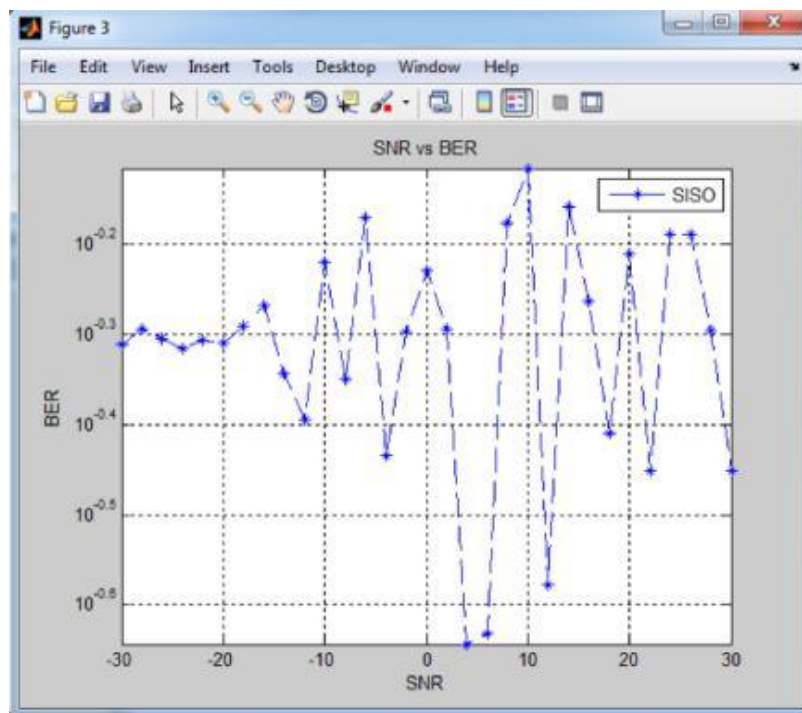 Figure 3
File Edit View Insert Tools Desktop Window Help
SNR vs BER
SISO
10^-0.2
10^-0.3
10^-0.4
10^-0.5
10^-0.6
BER
-30 -20 -10 0 10 20 30
SNR